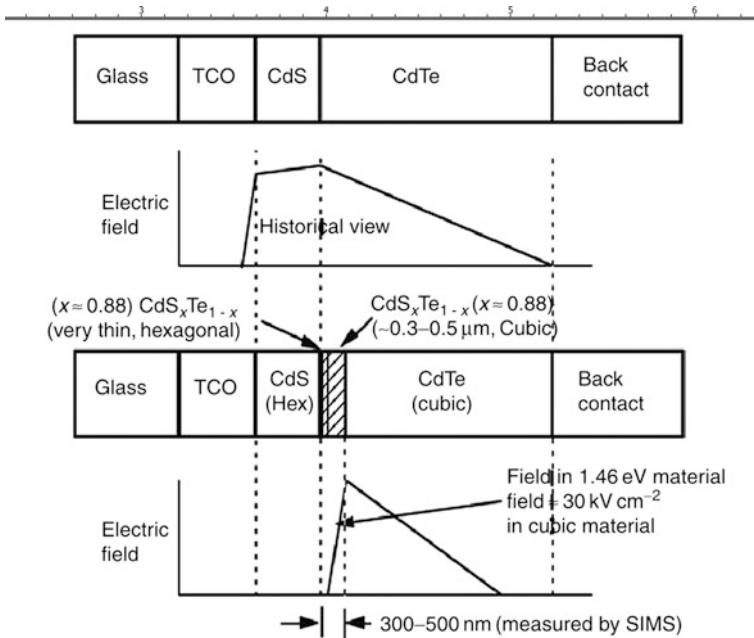 3 4 5 6
Glass TCO CdS CdTe Back
contact
Electric
field
Historical view
(x ≈ 0.88) CdSₓTe₁₋ₓ
(very thin, hexagonal)
CdSₓTe₁₋ₓ (x ≈ 0.88)
(~0.3–0.5 μm, Cubic)
Glass TCO CdS
(Hex)
CdTe
(cubic)
Back
contact
Field in 1.46 eV material
field = 30 kV cm⁻²
in cubic material
Electric
field
300–500 nm (measured by SIMS)